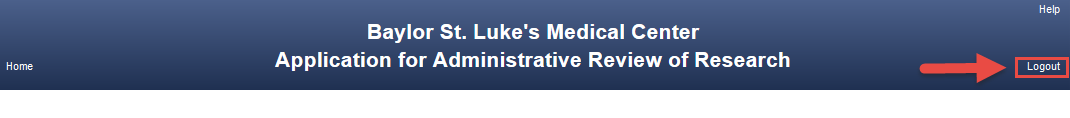 Help
Baylor St. Luke's Medical Center
Application for Administrative Review of Research
Home
Logout